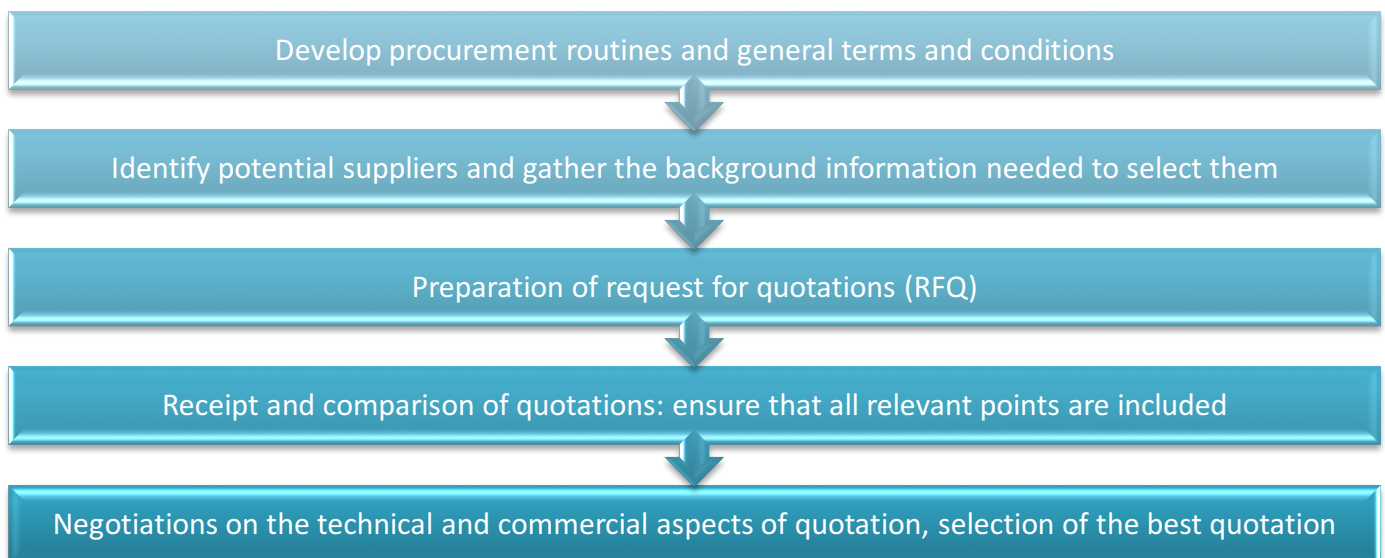 Develop procurement routines and general terms and conditions
Identify potential suppliers and gather the background information needed to select them
Preparation of request for quotations (RFQ)
Receipt and comparison of quotations: ensure that all relevant points are included
Negotiations on the technical and commercial aspects of quotation, selection of the best quotation